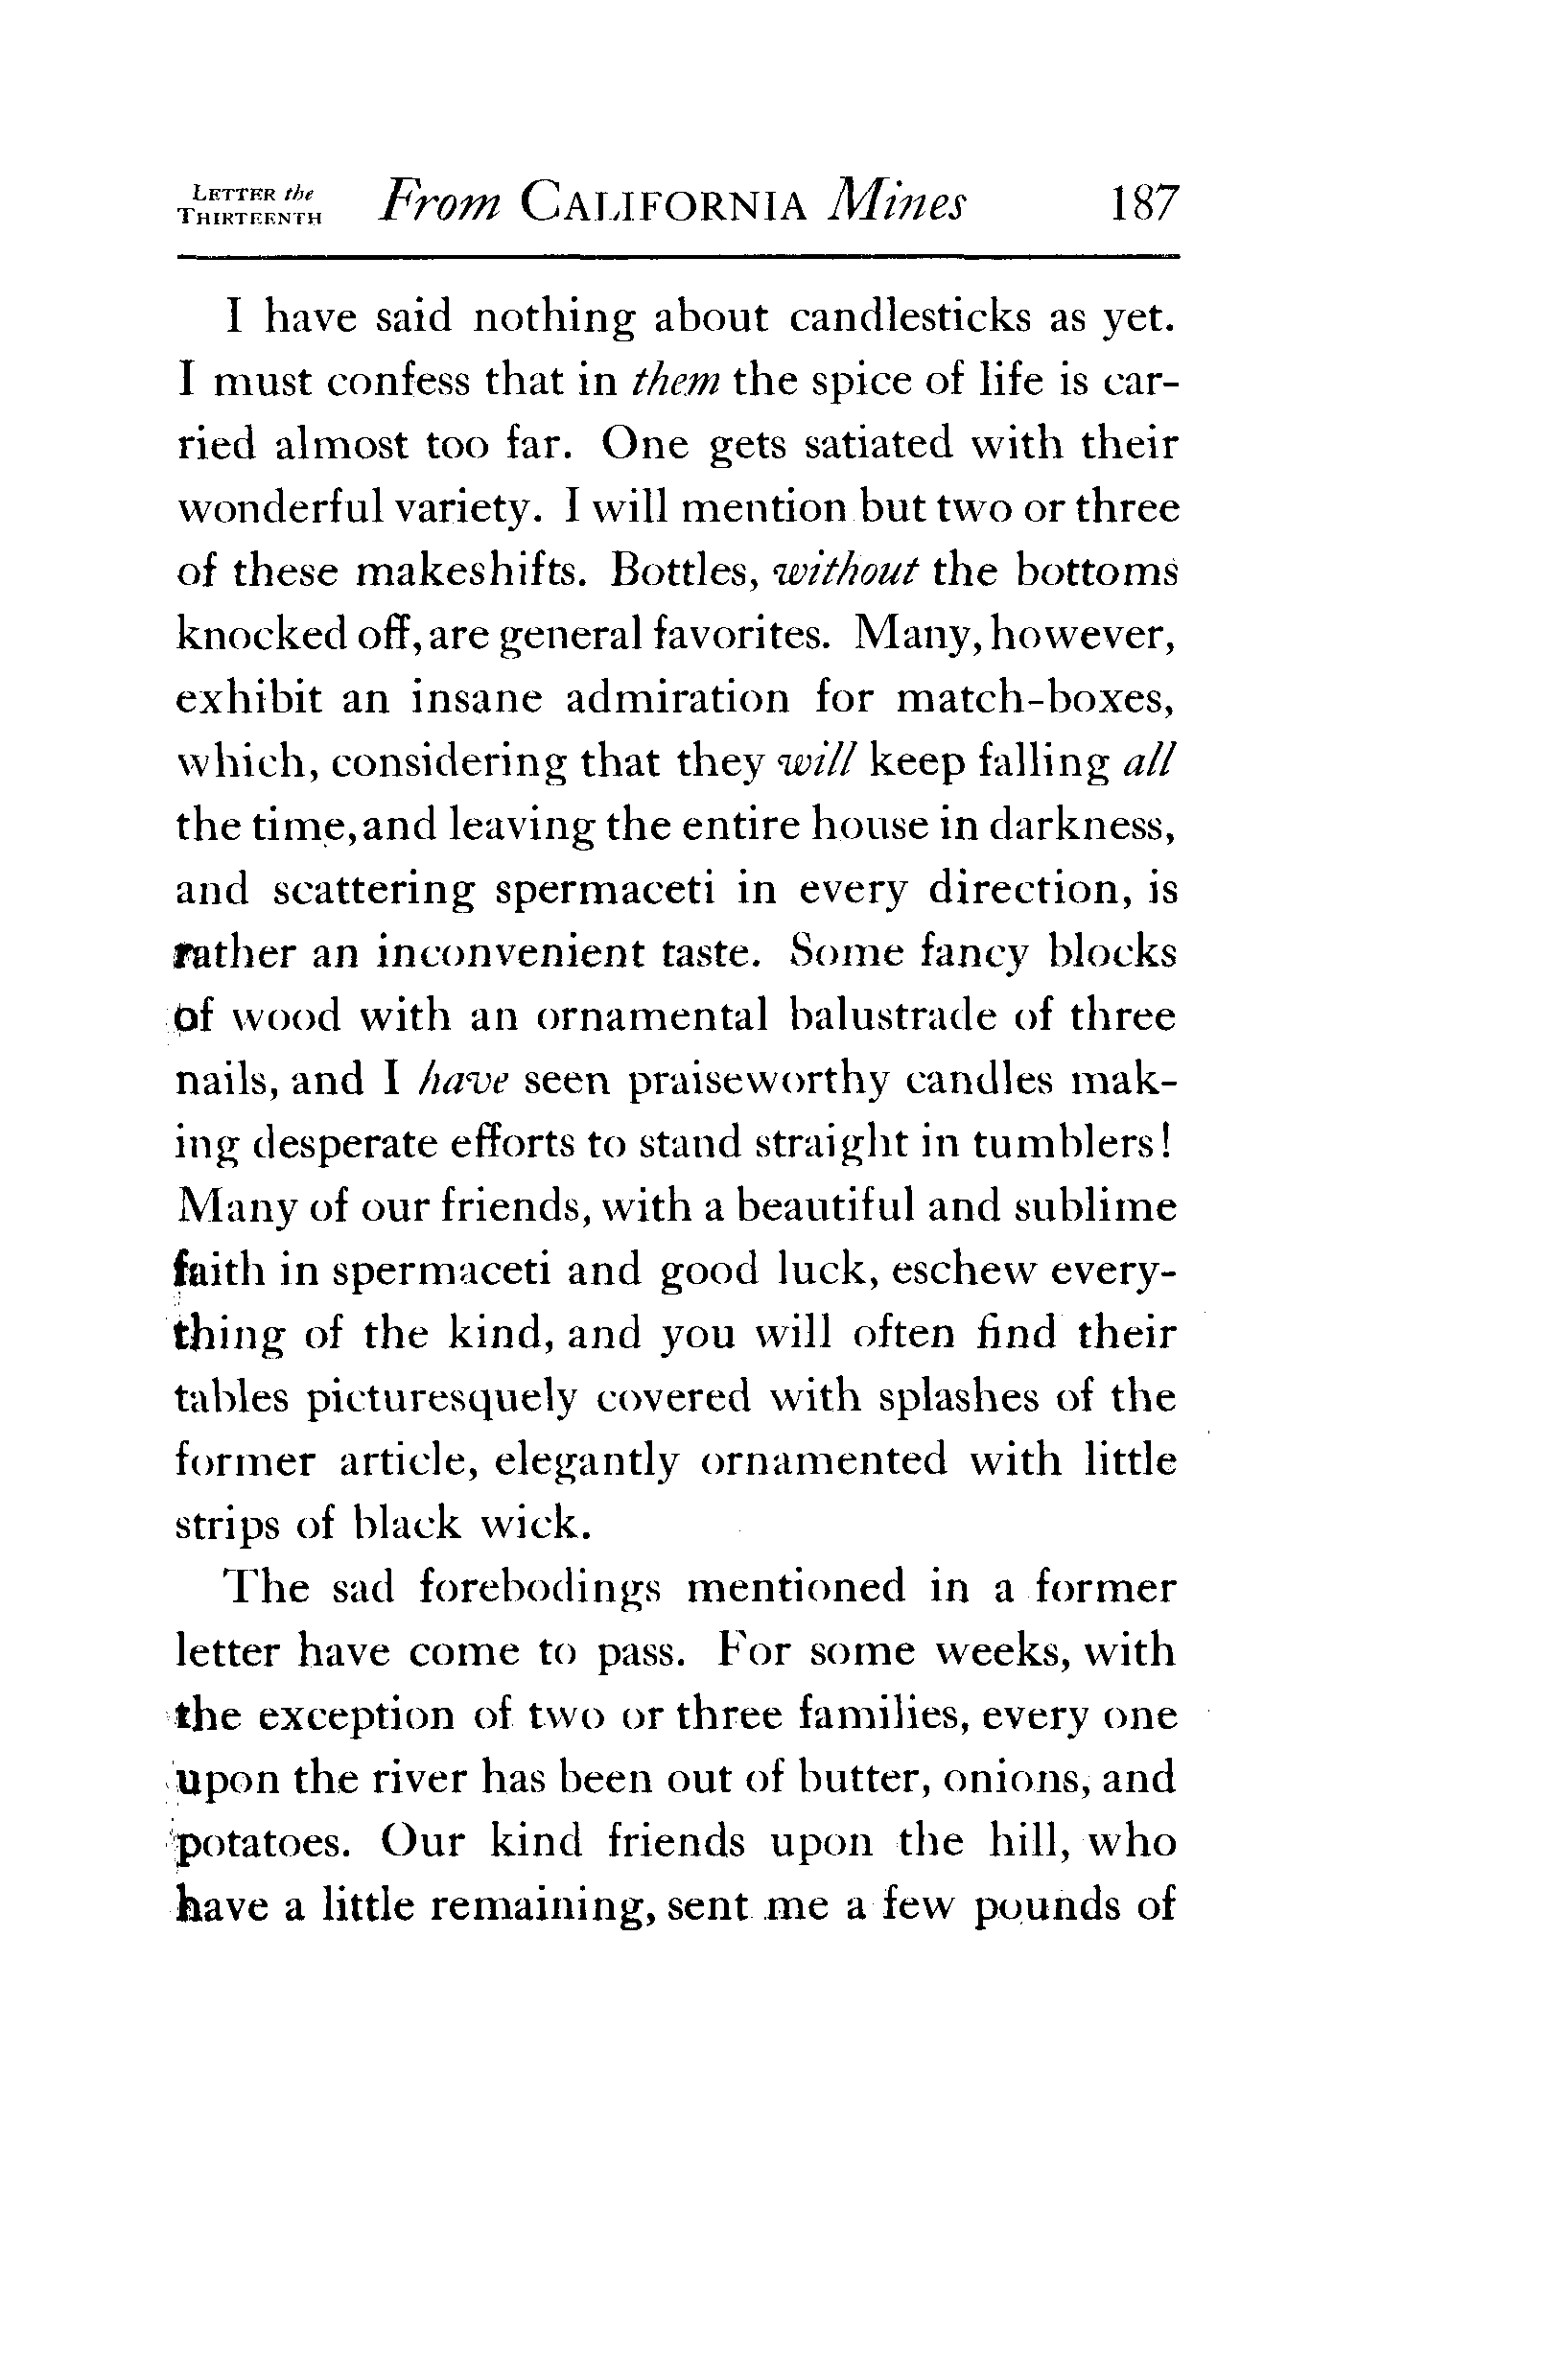 LETTER the
THIRTEENTH From CALIFORNIA Mines 187
I have said nothing about candlesticks as yet.
I must confess that in them the spice of life is car-
ried almost too far. One gets satiated with their
wonderful variety. I will mention but two or three
of these makeshifts. Bottles, without the bottoms
knocked off, are general favorites. Many, however,
exhibit an insane admiration for match-boxes,
which, considering that they will keep falling all
the time, and leaving the entire house in darkness,
and scattering spermaceti in every direction, is
rather an inconvenient taste. Some fancy blocks
of wood with an ornamental balustrade of three
nails, and I have seen praiseworthy candles mak-
ing desperate efforts to stand straight in tumblers!
Many of our friends, with a beautiful and sublime
faith in spermaceti and good luck, eschew every-
thing of the kind, and you will often find their
tables picturesquely covered with splashes of the
former article, elegantly ornamented with little
strips of black wick.
The sad forebodings mentioned in a former
letter have come to pass. For some weeks, with
the exception of two or three families, every one
upon the river has been out of butter, onions, and
potatoes. Our kind friends upon the hill, who
have a little remaining, sent me a few pounds of